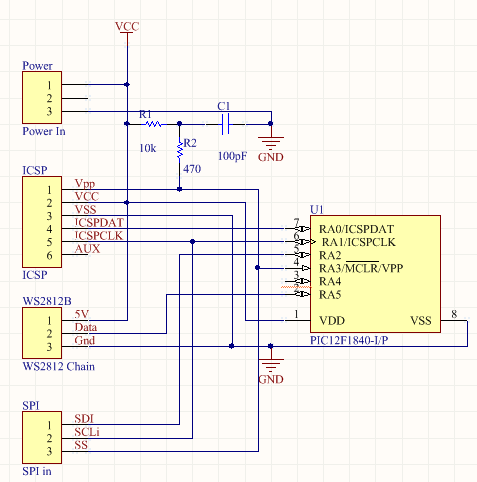 VCC
Power
1
2
3
Power In
R1
10k
C1
100pF
GND
R2
470
ICSP
1 Vpp
2 VCC
3 VSS
4 ICSPDAT
5 ICSPCLK
6 AUX
ICSP
U1
7 RA0/ICSPDAT
6 RA1/ICSPCLK
5 RA2
4 RA3/MCLR/VPP
3 RA4
2 RA5
1 VDD VSS 8
PIC12F1840-I/P
WS2812B
1 5V
2 Data
3 Gnd
WS2812 Chain
GND
SPI
1 SDI
2 SCLi
3 SS
SPI in